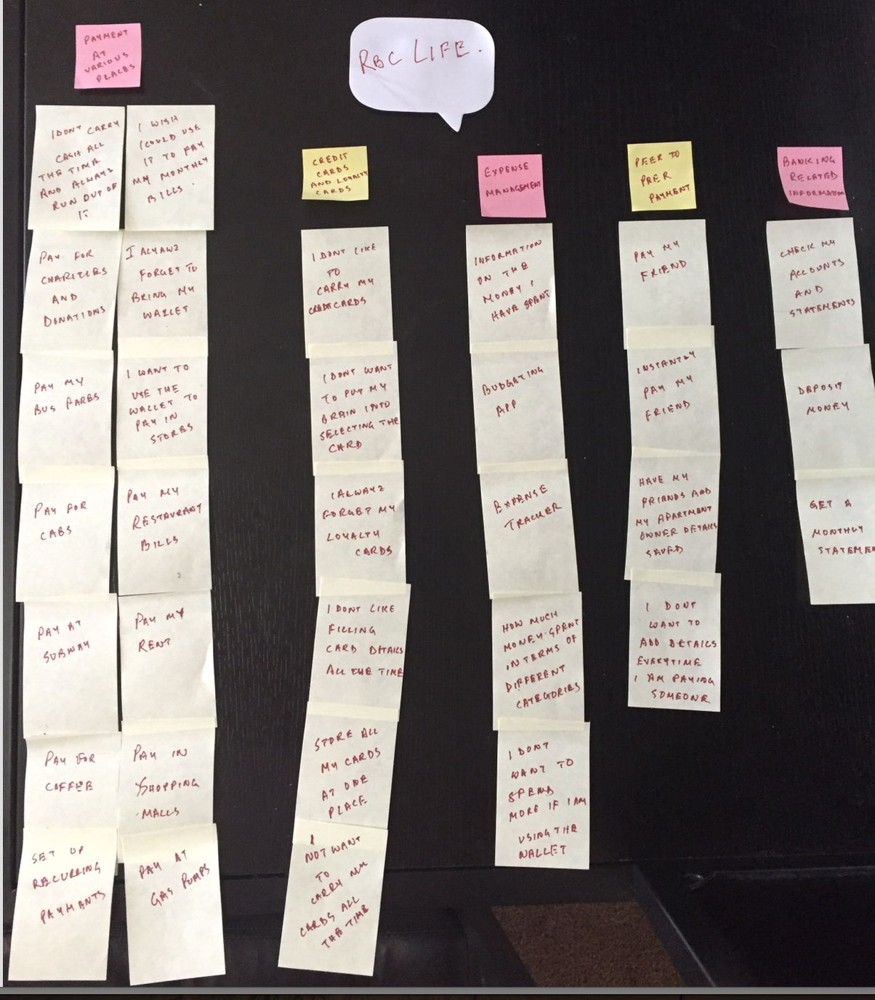 RBC LIFE.
PAYMENT
AT
VARIOUS
PLACES
I DONT CARRY
CASH ALL
THE TIME
AND ALWAYZ
RUN OUT OF
IT
PAY FOR
CHARITIES
AND
DONATIONS
PAY MY
BUS FARES
PAY FOR
CABS
PAY AT
SUBWAY
PAY FOR
COFFEE
SET UP
RECURRING
PAYMENTS
I WISH
I COULD USE
IT TO PAY
MY MONTHLY
BILLS.
I ALYAWZ
FORGET TO
BRING MY
WALLET
I WANT TO
USE THE
WALLET TO
PAY IN
STORES
PAY MY
RESTAURANT
BILLS
PAY MY
RENT
PAY IN
SHOPPING
MALLS
PAY AT
GAS PUMPS
CREDIT
CARDS
AND LOYALTY
CARDS
I DONT LIKE
TO
CARRY MY
CREDIT CARDS
I DONT WANT
TO PUT MY
BRAIN INTO
SELECTING THE
CARD
I ALWAYZ
FORGET MY
LOYALTY
CARDS
I DONT LIKE
FILLING
CARD DETAILS
ALL THE TIME
STORE ALL
MY CARDS
AT ONE
PLACE
I
NOT WANT
TO
CARRY MY
CARDS ALL
THE TIME
EXPENSE
MANAGEMENT
INFORMATION
ON THE
MONEY I
HAVE SPENT
BUDGATING
APP
EXPENSE
TRACKER
HOW MUCH
MONEY SPENT
IN TERMS OF
DIFFERENT
CATEGORIES
I DONT
WANT TO
SPEND
MORE IF I AM
USING THE
WALLET
PEER TO
PEER
PAYMENT
PAY MY
FRIEND
INSTANTLY
PAY MY
FRIEND
HAVE MY
FRIENDS AND
MY APARTMENT
OWNER DETAILS
SAVED
I DONT
WANT TO
ADD DETAILS
EVERYTIME
I AM PAYING
SOMEONE
BANKING
RELATED
INFORMATION
CHECK MY
ACCOUNTS
AND
STATEMENTS
DEPOSIT
MONEY
GET A
MONTHLY
STATEME